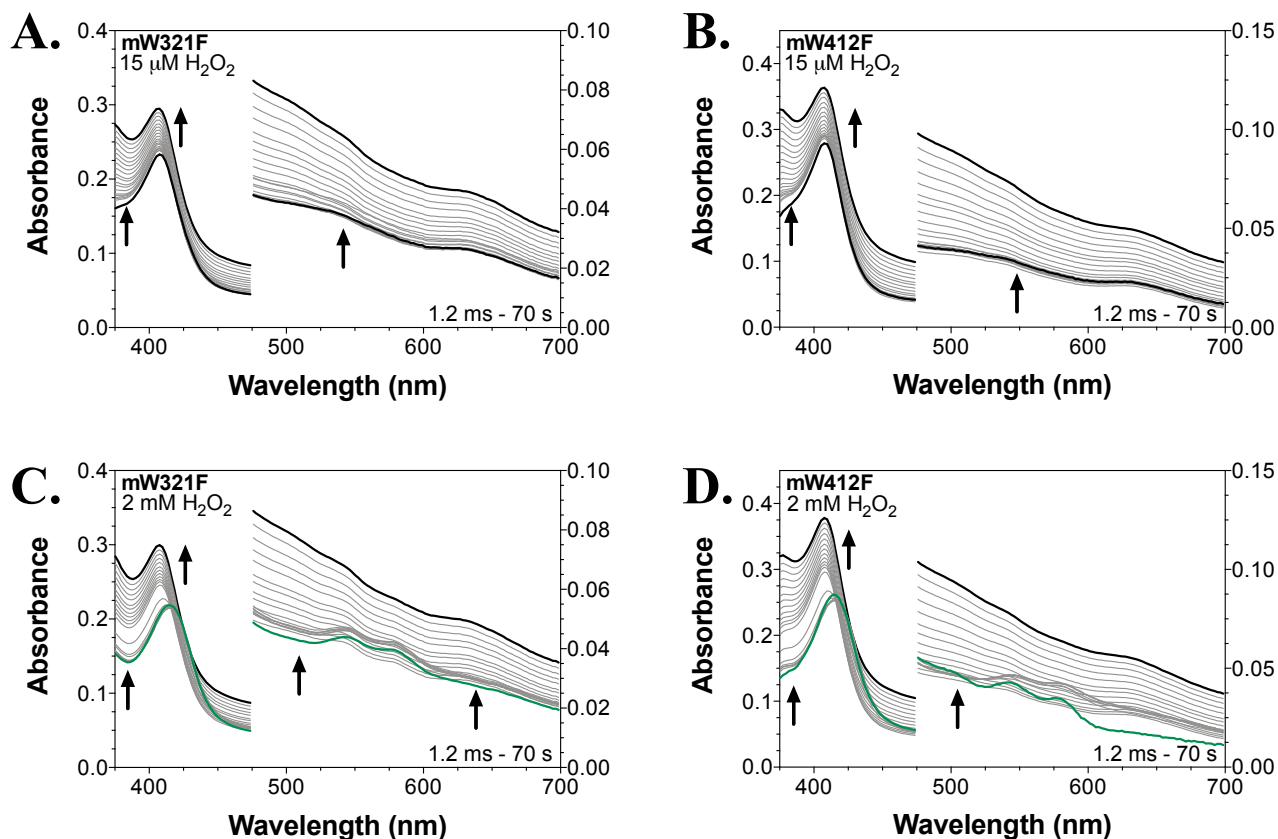 A.
mW321F
15 μM H₂O₂
Absorbance
0.4
0.3
0.2
0.1
0.0
0.10
0.08
0.06
0.04
0.02
0.00
1.2 ms - 70 s
400 500 600 700
Wavelength (nm)
B.
mW412F
15 μM H₂O₂
Absorbance
0.4
0.3
0.2
0.1
0.0
0.15
0.10
0.05
0.00
1.2 ms - 70 s
400 500 600 700
Wavelength (nm)
C.
mW321F
2 mM H₂O₂
Absorbance
0.4
0.3
0.2
0.1
0.0
0.10
0.08
0.06
0.04
0.02
0.00
1.2 ms - 70 s
400 500 600 700
Wavelength (nm)
D.
mW412F
2 mM H₂O₂
Absorbance
0.4
0.3
0.2
0.1
0.0
0.15
0.10
0.05
0.00
1.2 ms - 70 s
400 500 600 700
Wavelength (nm)